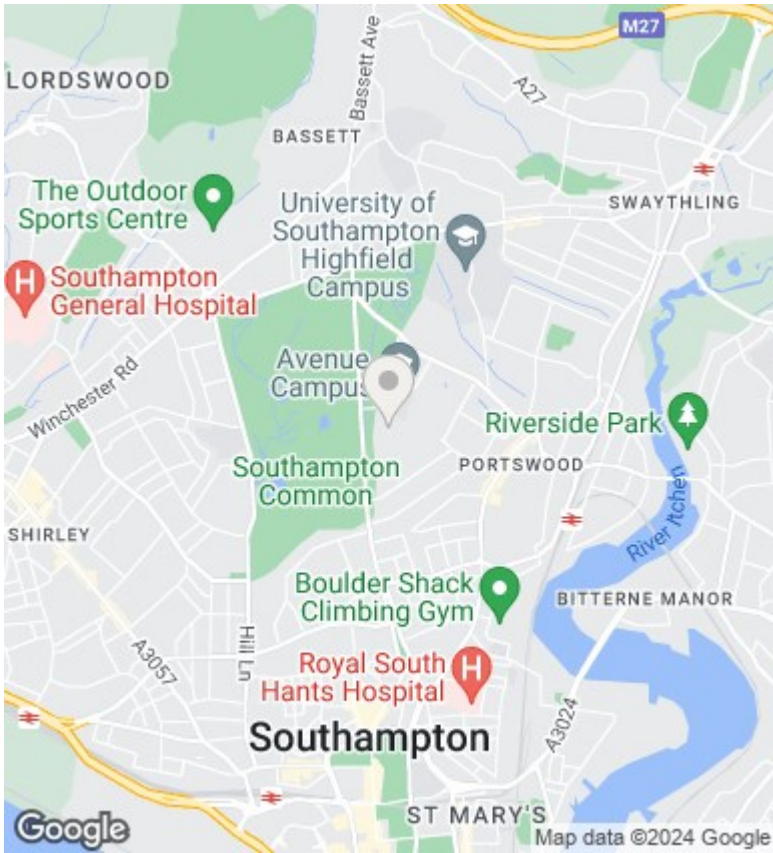 M27
LORDSWOOD
Bassett Ave
A27
BASSETT
The Outdoor
Sports Centre
University of
Southampton
Highfield
Campus
SWAYTHLING
H
Southampton
General Hospital
Avenue
Campus
Winchester Rd
Riverside Park
Southampton
Common
PORTSWOOD
SHIRLEY
River Itchen
Boulder Shack
Climbing Gym
BITTERNE MANOR
Hill Ln
A3057
Royal South
Hants Hospital
H
A3024
Southampton
ST MARY'S
Google
Map data ©2024 Google